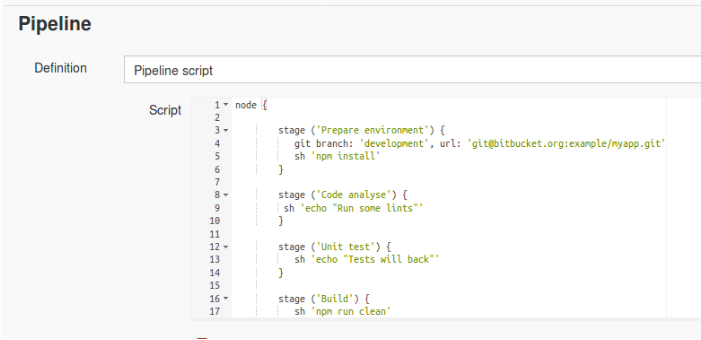 Pipeline
Definition
Pipeline script
Script
1 node {
2
3 stage ('Prepare environment') {
4 git branch: 'development', url: 'git@bitbucket.org:example/myapp.git'
5 sh 'npm install'
6 }
7
8 stage ('Code analyse') {
9 sh 'echo "Run some lints"'
10 }
11
12 stage ('Unit test') {
13 sh 'echo "Tests will back"'
14 }
15
16 stage ('Build') {
17 sh 'npm run clean'